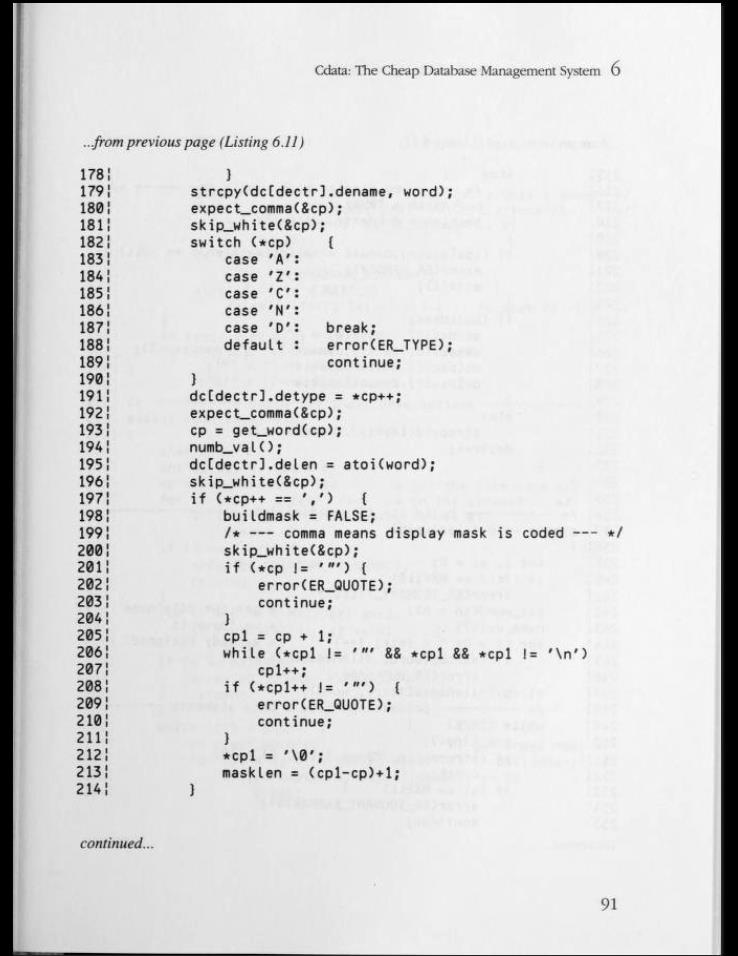 Cdata: The Cheap Database Management System 6
...from previous page (Listing 6.11)
178¦ }
179¦ strcpy(dc[dectr].dename, word);
180¦ expect_comma(&cp);
181¦ skip_white(&cp);
182¦ switch (*cp) {
183¦ case 'A':
184¦ case 'Z':
185¦ case 'C':
186¦ case 'N':
187¦ case 'D': break;
188¦ default : error(ER_TYPE);
189¦ continue;
190¦ }
191¦ dc[dectr].detype = *cp++;
192¦ expect_comma(&cp);
193¦ cp = get_word(cp);
194¦ numb_val();
195¦ dc[dectr].delen = atoi(word);
196¦ skip_white(&cp);
197¦ if (*cp++ == ',') {
198¦ buildmask = FALSE;
199¦ /* --- comma means display mask is coded --- */
200¦ skip_white(&cp);
201¦ if (*cp != '"') {
202¦ error(ER_QUOTE);
203¦ continue;
204¦ }
205¦ cp1 = cp + 1;
206¦ while (*cp1 != '"' && *cp1 && *cp1 != '\n')
207¦ cp1++;
208¦ if (*cp1++ != '"') {
209¦ error(ER_QUOTE);
210¦ continue;
211¦ }
212¦ *cp1 = '\0';
213¦ masklen = (cp1-cp)+1;
214¦ }
continued...
91